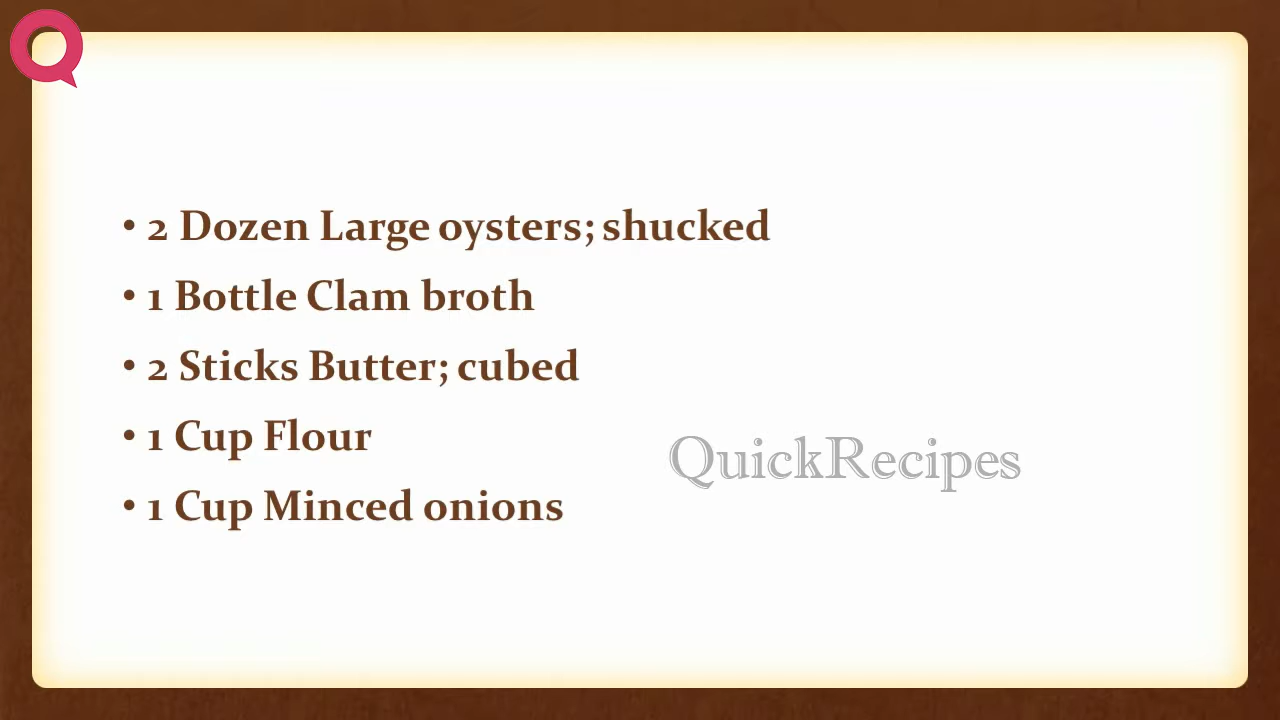 • 2 Dozen Large oysters; shucked
• 1 Bottle Clam broth
• 2 Sticks Butter; cubed
• 1 Cup Flour
QuickRecipes
• 1 Cup Minced onions